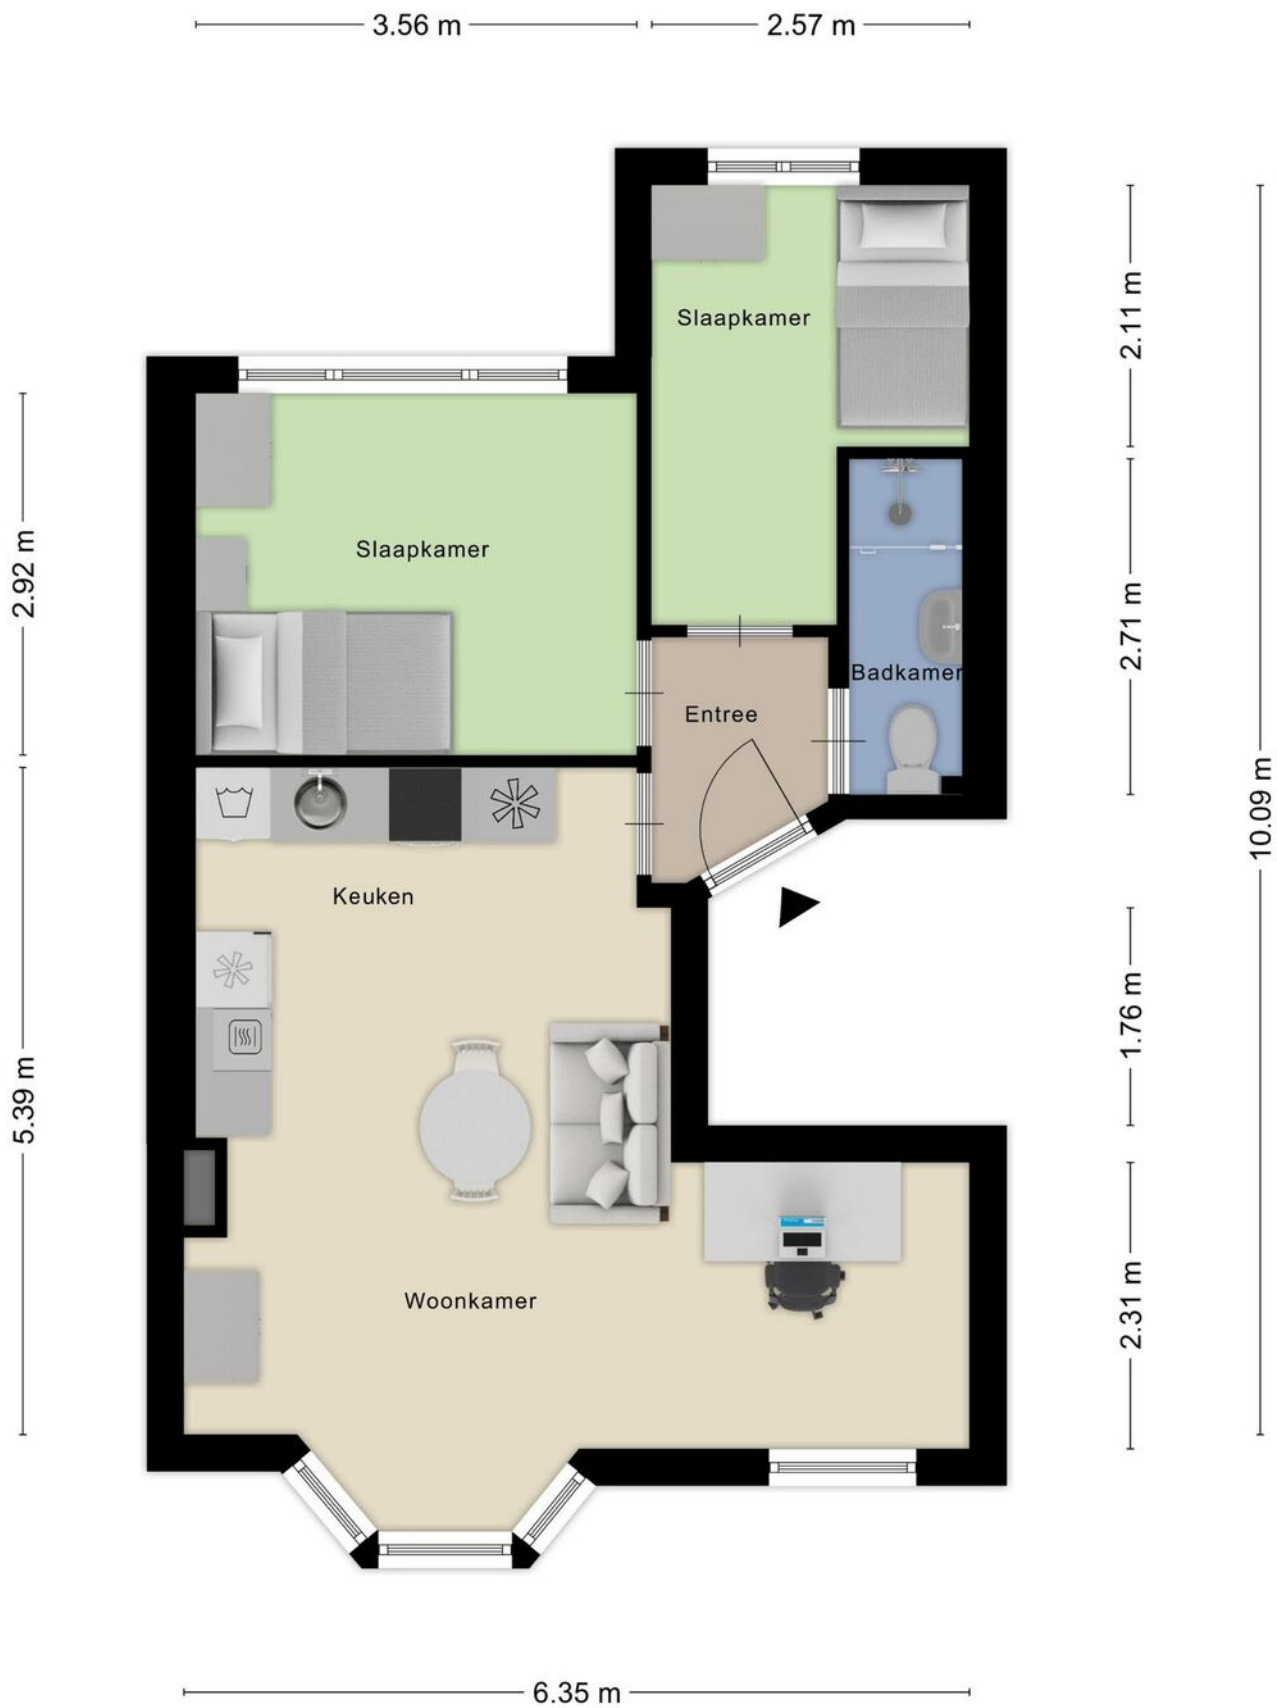 3.56 m
2.57 m
Slaapkamer
2.11 m
Slaapkamer
2.92 m
2.71 m
Badkamer
Entree
10.09 m
Keuken
1.76 m
5.39 m
Woonkamer
2.31 m
6.35 m